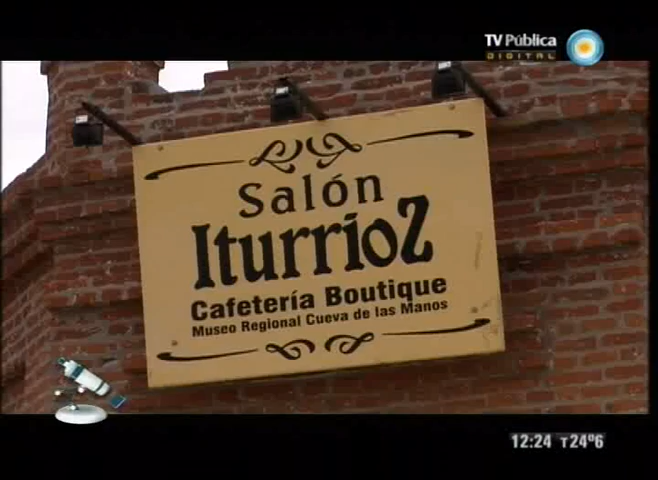 TV Pública
DIGITAL
Salón
IturrioZ
Cafetería Boutique
Museo Regional Cueva de las Manos
12:24 T24º6